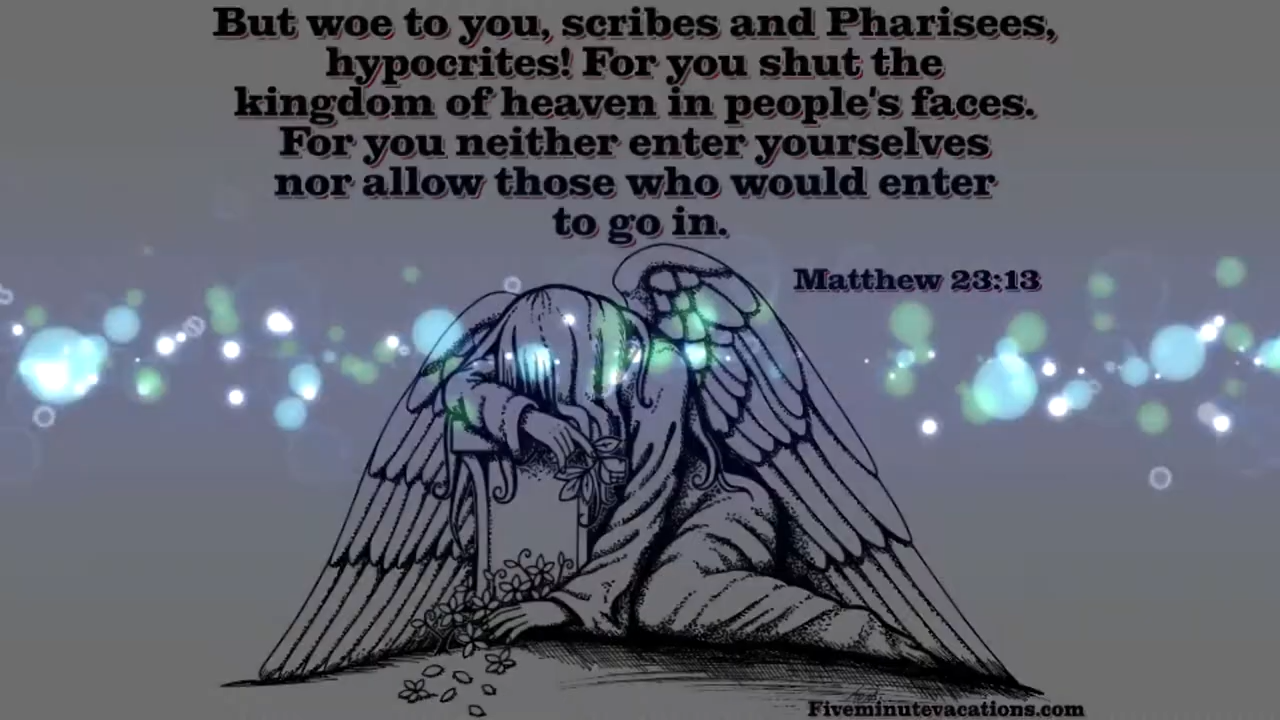 But woe to you, scribes and Pharisees,
hypocrites! For you shut the
kingdom of heaven in people's faces.
For you neither enter yourselves
nor allow those who would enter
to go in.
Matthew 23:13
Fiveminutevacations.com